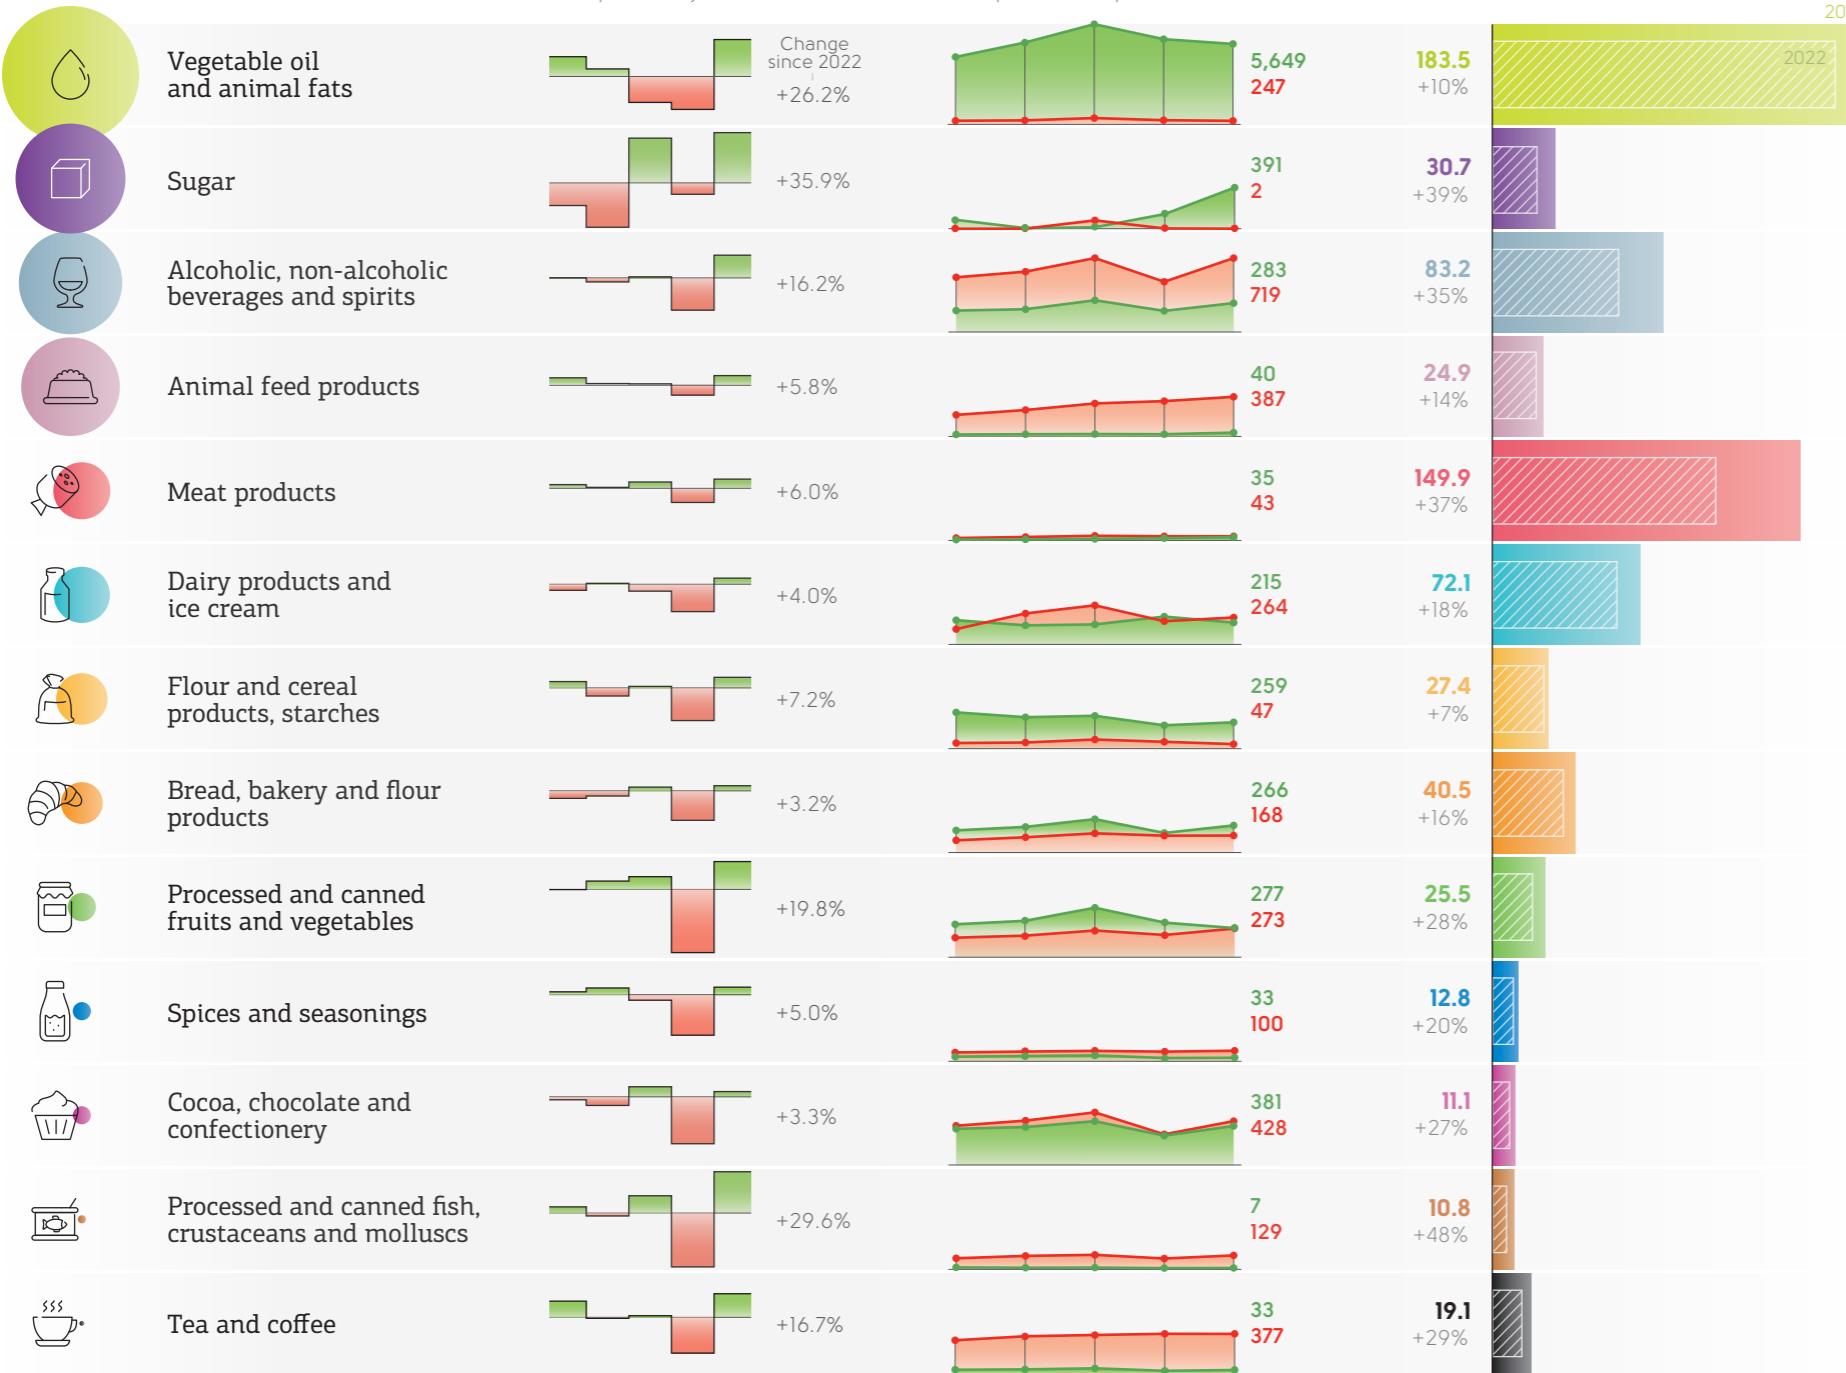 20
Vegetable oil
and animal fats
Change
since 2022
+26.2%
5,649
247
183.5
+10%
2022
Sugar
+35.9%
391
2
30.7
+39%
Alcoholic, non-alcoholic
beverages and spirits
+16.2%
283
719
83.2
+35%
Animal feed products
+5.8%
40
387
24.9
+14%
Meat products
+6.0%
35
43
149.9
+37%
Dairy products and
ice cream
+4.0%
215
264
72.1
+18%
Flour and cereal
products, starches
+7.2%
259
47
27.4
+7%
Bread, bakery and flour
products
+3.2%
266
168
40.5
+16%
Processed and canned
fruits and vegetables
+19.8%
277
273
25.5
+28%
Spices and seasonings
+5.0%
33
100
12.8
+20%
Cocoa, chocolate and
confectionery
+3.3%
381
428
11.1
+27%
Processed and canned fish,
crustaceans and molluscs
+29.6%
7
129
10.8
+48%
Tea and coffee
+16.7%
33
377
19.1
+29%